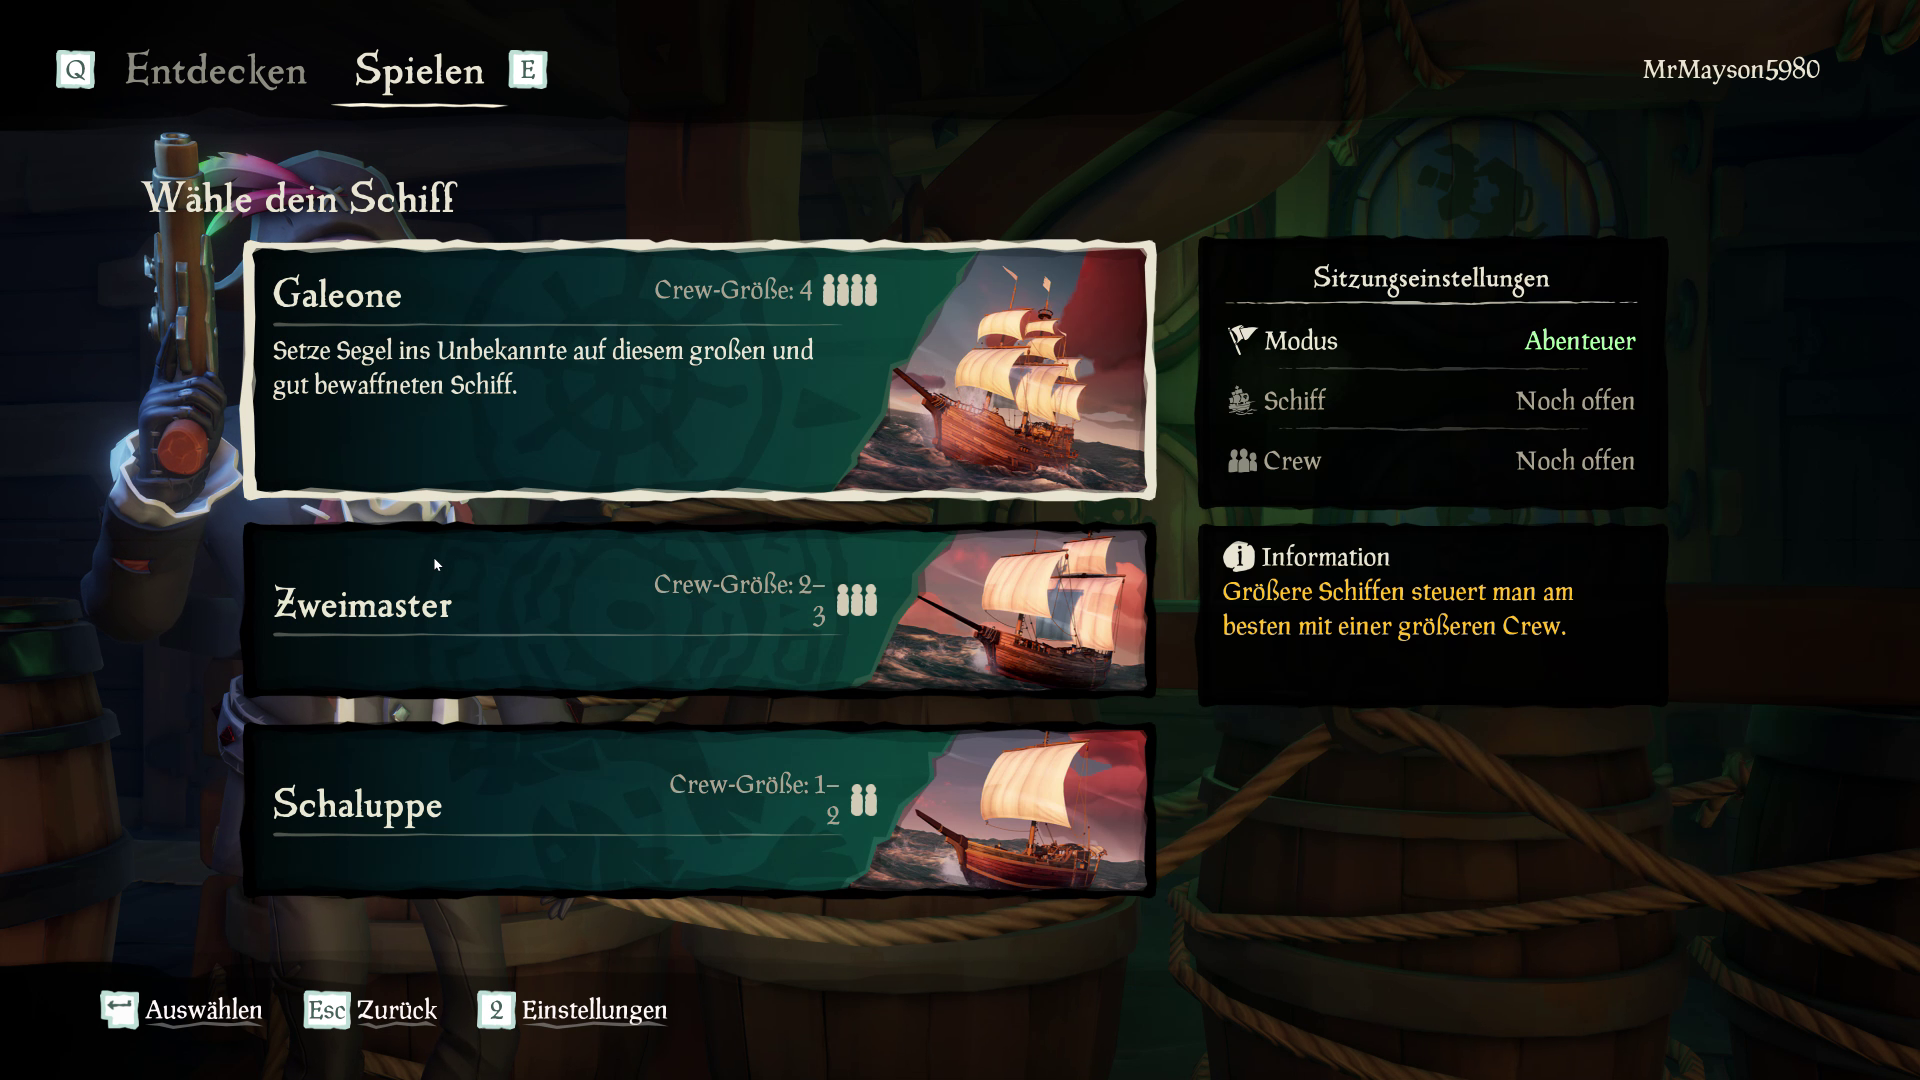 Q Entdecken Spielen E
MrMayson5980
Wähle dein Schiff
Galeone
Crew-Größe: 4
Setze Segel ins Unbekannte auf diesem großen und
gut bewaffneten Schiff.
Zweimaster
Crew-Größe: 2–
3
Schaluppe
Crew-Größe: 1–
2
Sitzungseinstellungen
Modus Abenteuer
Schiff Noch offen
Crew Noch offen
i Information
Größere Schiffen steuert man am
besten mit einer größeren Crew.
Auswählen Esc Zurück 2 Einstellungen